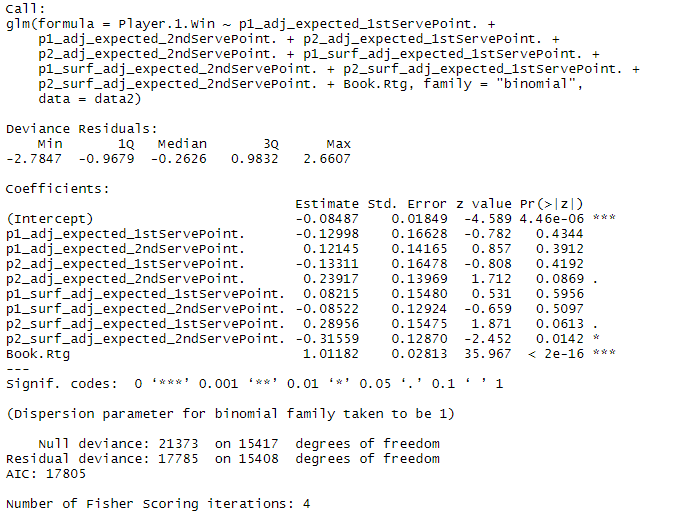 Call:
glm(formula = Player.1.Win ~ p1_adj_expected_1stServePoint. +
    p1_adj_expected_2ndServePoint. + p2_adj_expected_1stServePoint. +
    p2_adj_expected_2ndServePoint. + p1_surf_adj_expected_1stServePoint. +
    p1_surf_adj_expected_2ndServePoint. + p2_surf_adj_expected_1stServePoint. +
    p2_surf_adj_expected_2ndServePoint. + Book.Rtg, family = "binomial",
    data = data2)

Deviance Residuals:
    Min       1Q   Median       3Q      Max
-2.7847  -0.9679  -0.2626   0.9832   2.6607

Coefficients:
                                    Estimate Std. Error z value Pr(>|z|)
(Intercept)                         -0.08487    0.01849  -4.589 4.46e-06 ***
p1_adj_expected_1stServePoint.      -0.12998    0.16628  -0.782   0.4344
p1_adj_expected_2ndServePoint.       0.12145    0.14165   0.857   0.3912
p2_adj_expected_1stServePoint.      -0.13311    0.16478  -0.808   0.4192
p2_adj_expected_2ndServePoint.       0.23917    0.13969   1.712   0.0869 .
p1_surf_adj_expected_1stServePoint.  0.08215    0.15480   0.531   0.5956
p1_surf_adj_expected_2ndServePoint. -0.08522    0.12924  -0.659   0.5097
p2_surf_adj_expected_1stServePoint.  0.28956    0.15475   1.871   0.0613 .
p2_surf_adj_expected_2ndServePoint. -0.31559    0.12870  -2.452   0.0142 *
Book.Rtg                             1.01182    0.02813  35.967  < 2e-16 ***
---
Signif. codes:  0 ‘***’ 0.001 ‘**’ 0.01 ‘*’ 0.05 ‘.’ 0.1 ‘ ’ 1

(Dispersion parameter for binomial family taken to be 1)

    Null deviance: 21373  on 15417  degrees of freedom
Residual deviance: 17785  on 15408  degrees of freedom
AIC: 17805

Number of Fisher Scoring iterations: 4